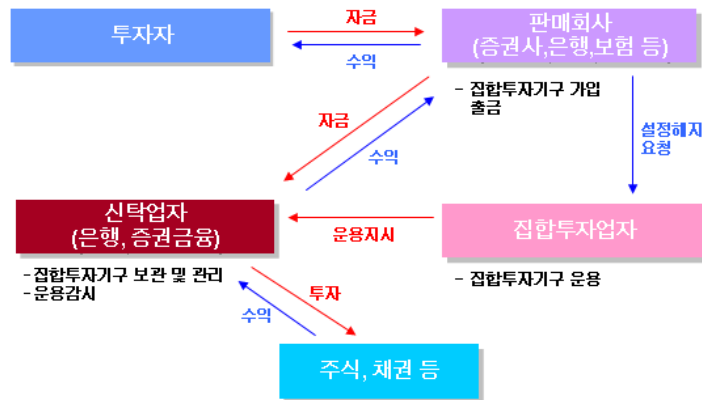 투자자
자금
수익
판매회사
(증권사,은행,보험 등)
- 집합투자기구 가입
출금
자금
수익
설정해지
요청
신탁업자
(은행, 증권금융)
운용지시
집합투자업자
-집합투자기구 보관 및 관리
-운용감시
- 집합투자기구 운용
투자
수익
주식, 채권 등